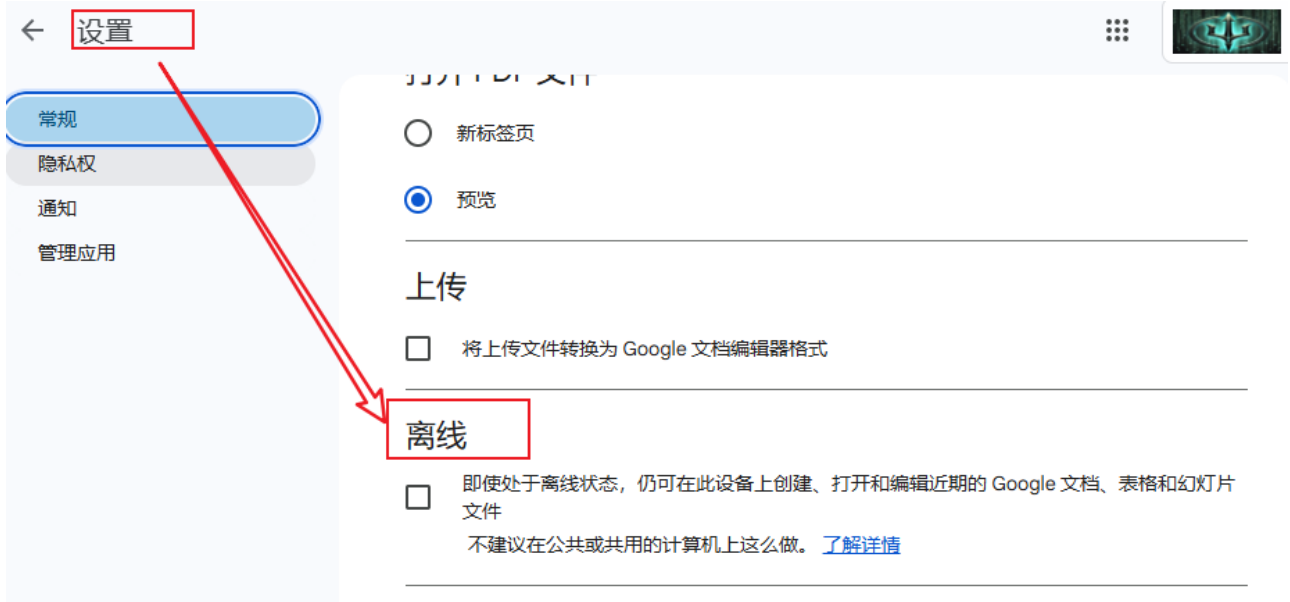 设置
常规
隐私权
通知
管理应用
打开 PDF 文件
新标签页
预览
上传
将上传文件转换为 Google 文档编辑器格式
离线
即使处于离线状态，仍可在此设备上创建、打开和编辑近期的 Google 文档、表格和幻灯片
文件
不建议在公共或共用的计算机上这么做。 了解详情